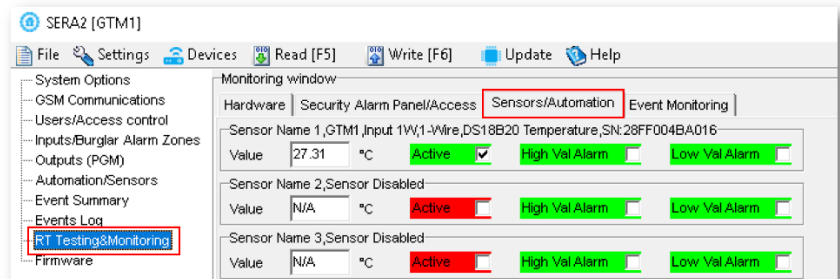 SERA2 [GTM1]
File Settings Devices Read [F5] Write [F6] Update Help
System Options
GSM Communications
Users/Access control
Inputs/Burglar Alarm Zones
Outputs (PGM)
Automation/Sensors
Event Summary
Events Log
RT Testing&Monitoring
Firmware
Monitoring window
Hardware Security Alarm Panel/Access Sensors/Automation Event Monitoring
Sensor Name 1,GTM1,Input 1W,1-Wire,DS18B20 Temperature,SN:28FF004BA016
Value 27.31 °C Active High Val Alarm Low Val Alarm
Sensor Name 2,Sensor Disabled
Value N/A °C Active High Val Alarm Low Val Alarm
Sensor Name 3,Sensor Disabled
Value N/A °C Active High Val Alarm Low Val Alarm